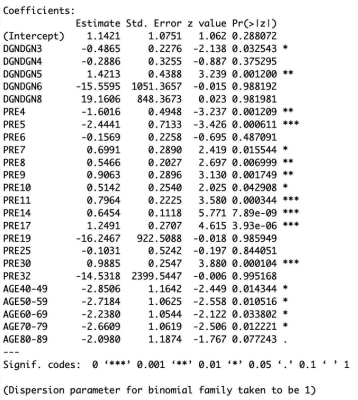 Coefficients:
Estimate Std. Error z value Pr(>|z|)
(Intercept) 1.1421 1.0751 1.062 0.288072
DGNDGN3 -0.4865 0.2276 -2.138 0.032543 *
DGNDGN4 -0.2886 0.3255 -0.887 0.375295
DGNDGN5 1.4213 0.4388 3.239 0.001200 **
DGNDGN6 -15.5595 1051.3657 -0.015 0.988192
DGNDGN8 19.1606 848.3673 0.023 0.981981
PRE4 -1.6016 0.4948 -3.237 0.001209 **
PRE5 -2.4441 0.7133 -3.426 0.000611 ***
PRE6 -0.1569 0.2258 -0.695 0.487091
PRE7 0.6991 0.2890 2.419 0.015544 *
PRE8 0.5466 0.2027 2.697 0.006999 **
PRE9 0.9063 0.2896 3.130 0.001749 **
PRE10 0.5142 0.2540 2.025 0.042908 *
PRE11 0.7964 0.2225 3.580 0.000344 ***
PRE14 0.6454 0.1118 5.771 7.89e-09 ***
PRE17 1.2491 0.2707 4.615 3.93e-06 ***
PRE19 -16.2467 922.5088 -0.018 0.985949
PRE25 -0.1031 0.5242 -0.197 0.844051
PRE30 0.9885 0.2547 3.880 0.000104 ***
PRE32 -14.5318 2399.5447 -0.006 0.995168
AGE40-49 -2.8506 1.1642 -2.449 0.014344 *
AGE50-59 -2.7184 1.0625 -2.558 0.010516 *
AGE60-69 -2.2380 1.0544 -2.122 0.033802 *
AGE70-79 -2.6609 1.0619 -2.506 0.012221 *
AGE80-89 -2.0980 1.1874 -1.767 0.077243 .
---
Signif. codes: 0 ‘***’ 0.001 ‘**’ 0.01 ‘*’ 0.05 ‘.’ 0.1 ‘ ’ 1
(Dispersion parameter for binomial family taken to be 1)